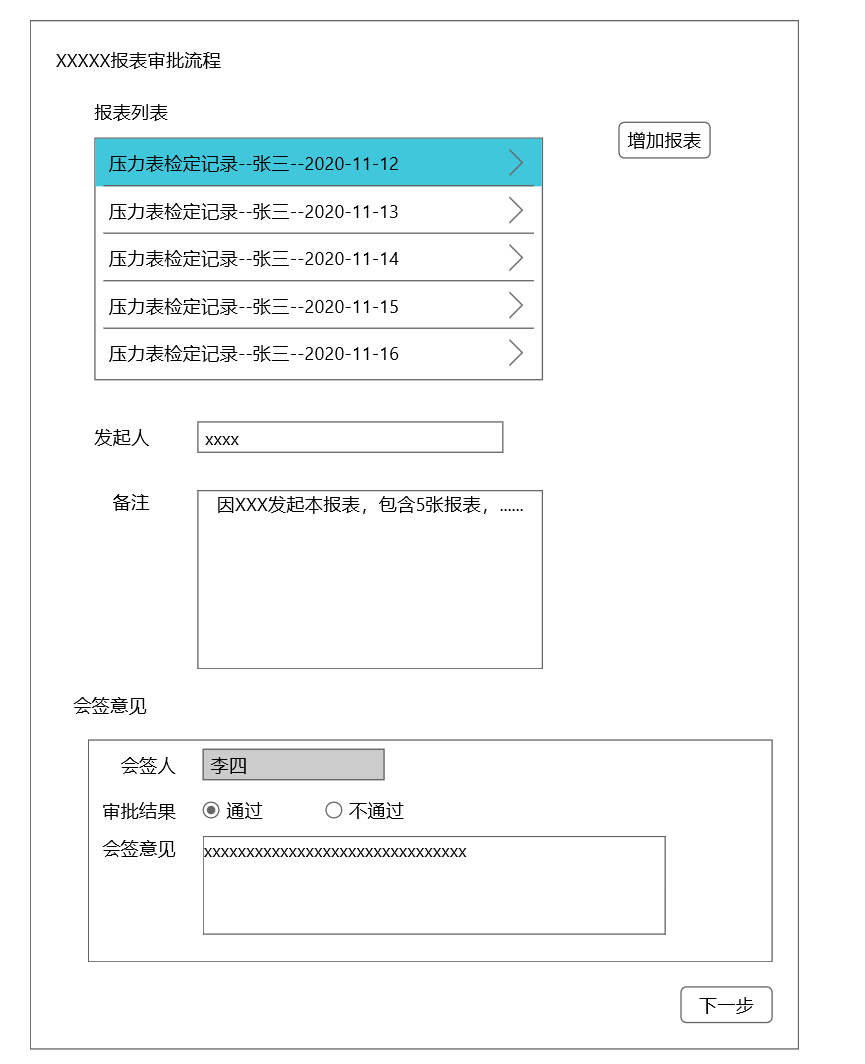 XXXXX报表审批流程
报表列表
增加报表
压力表检定记录--张三--2020-11-12
压力表检定记录--张三--2020-11-13
压力表检定记录--张三--2020-11-14
压力表检定记录--张三--2020-11-15
压力表检定记录--张三--2020-11-16
发起人 xxxx
备注 因XXX发起本报表，包含5张报表，......
会签意见
会签人 李四
审批结果 通过 不通过
会签意见 xxxxxxxxxxxxxxxxxxxxxxxxxxxxxxx
下一步